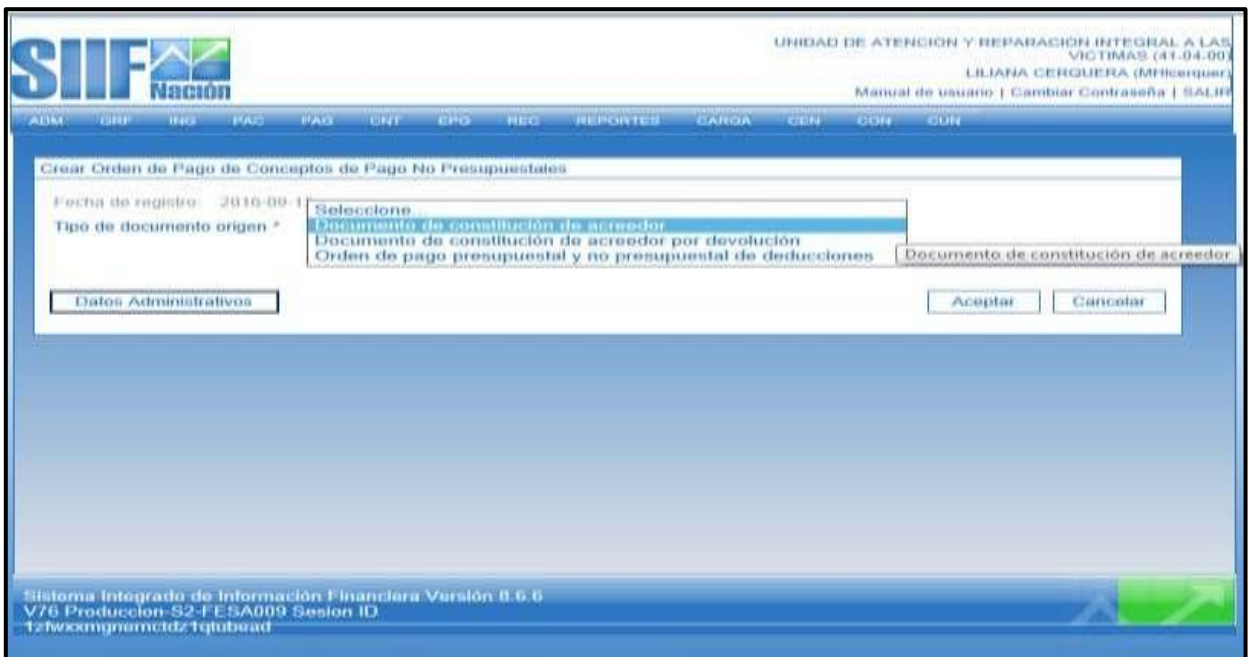 SIIF Nación
UNIDAD DE ATENCION Y REPARACION INTEGRAL A LAS
VICTIMAS (41-04-00)
LILIANA CERQUERA (MHlcerquer)
Manual de usuario | Cambiar Contraseña | SALIR
ADM GRF ING PAC PAG CNT EPG REC REPORTES CARGA CEN CON CUN
Crear Orden de Pago de Conceptos de Pago No Presupuestales
Fecha de registro: 2016-09-1
Tipo de documento origen *
Seleccione...
Documento de constitución de acreedor
Documento de constitución de acreedor por devolución
Orden de pago presupuestal y no presupuestal de deducciones
Documento de constitución de acreedor
Datos Administrativos Aceptar Cancelar
Sistema Integrado de Información Financiera Versión 8.6.6
V76 Produccion-S2-FESA009 Sesion ID